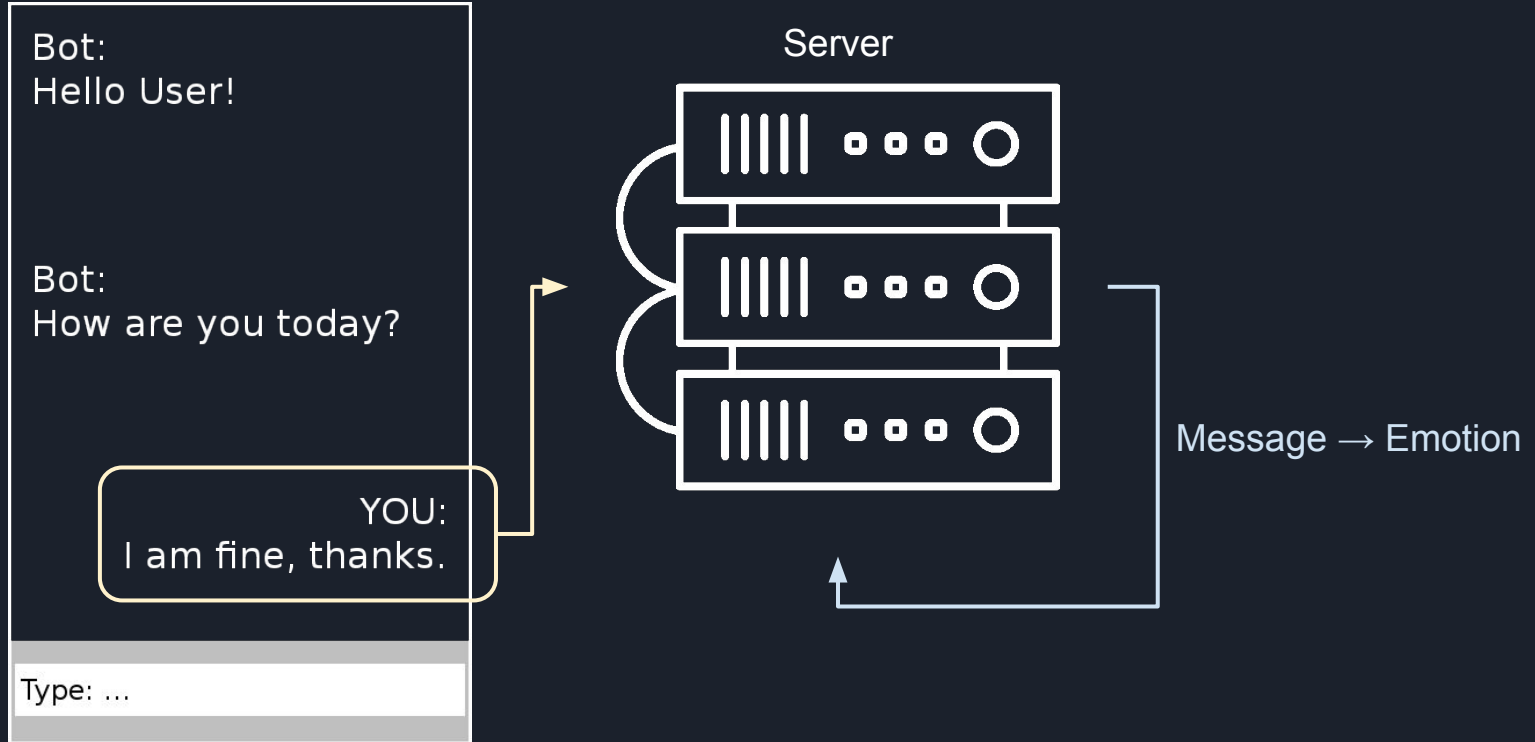 Bot:
Hello User!
Bot:
How are you today?
YOU:
I am fine, thanks.
Type: ...
Server
Message → Emotion